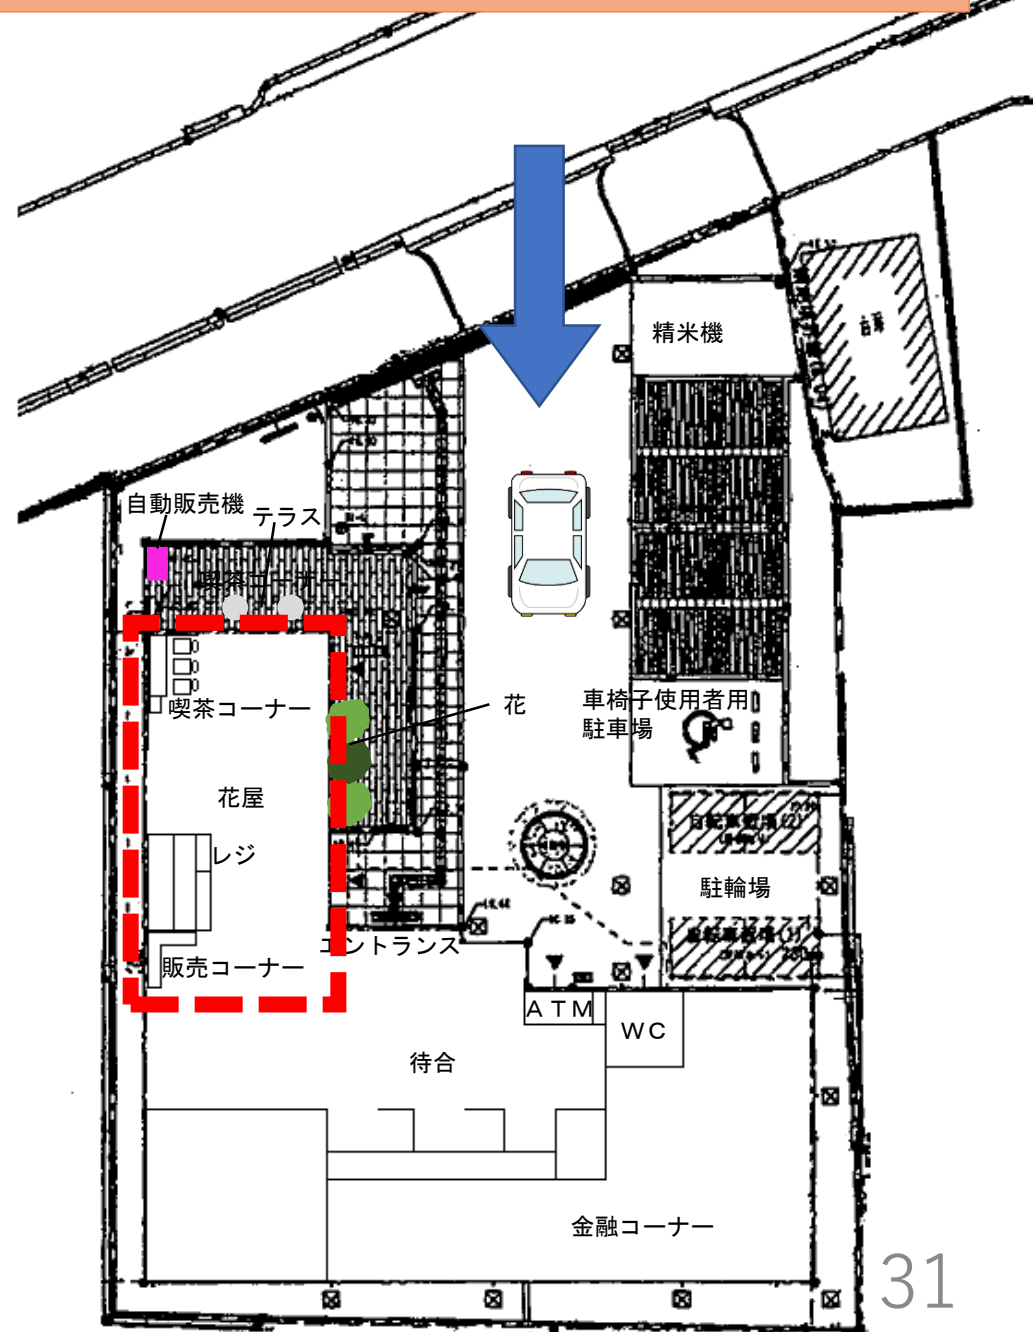 精米機
自動販売機
テラス
喫茶コーナー
喫茶コーナー
花
車椅子使用者用
駐車場
花屋
レジ
駐輪場
エントランス
販売コーナー
ＡＴＭ
ＷＣ
待合
金融コーナー
31